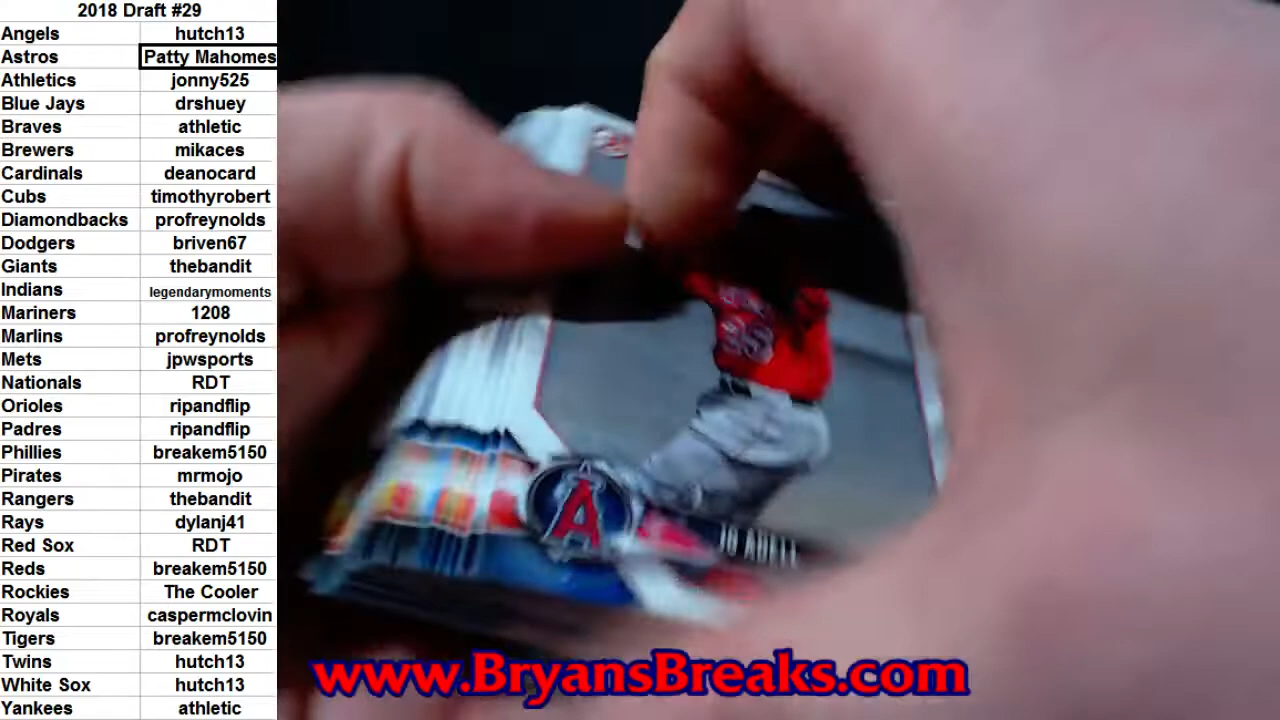 2018 Draft #29
Angels hutch13
Astros Patty Mahomes
Athletics jonny525
Blue Jays drshuey
Braves athletic
Brewers mikaces
Cardinals deanocard
Cubs timothyrobert
Diamondbacks profreynolds
Dodgers briven67
Giants thebandit
Indians legendarymoments
Mariners 1208
Marlins profreynolds
Mets jpwsports
Nationals RDT
Orioles ripandflip
Padres ripandflip
Phillies breakem5150
Pirates mrmojo
Rangers thebandit
Rays dylanj41
Red Sox RDT
Reds breakem5150
Rockies The Cooler
Royals caspermclovin
Tigers breakem5150
Twins hutch13
White Sox hutch13
Yankees athletic
A
JO ADELL
www.BryansBreaks.com